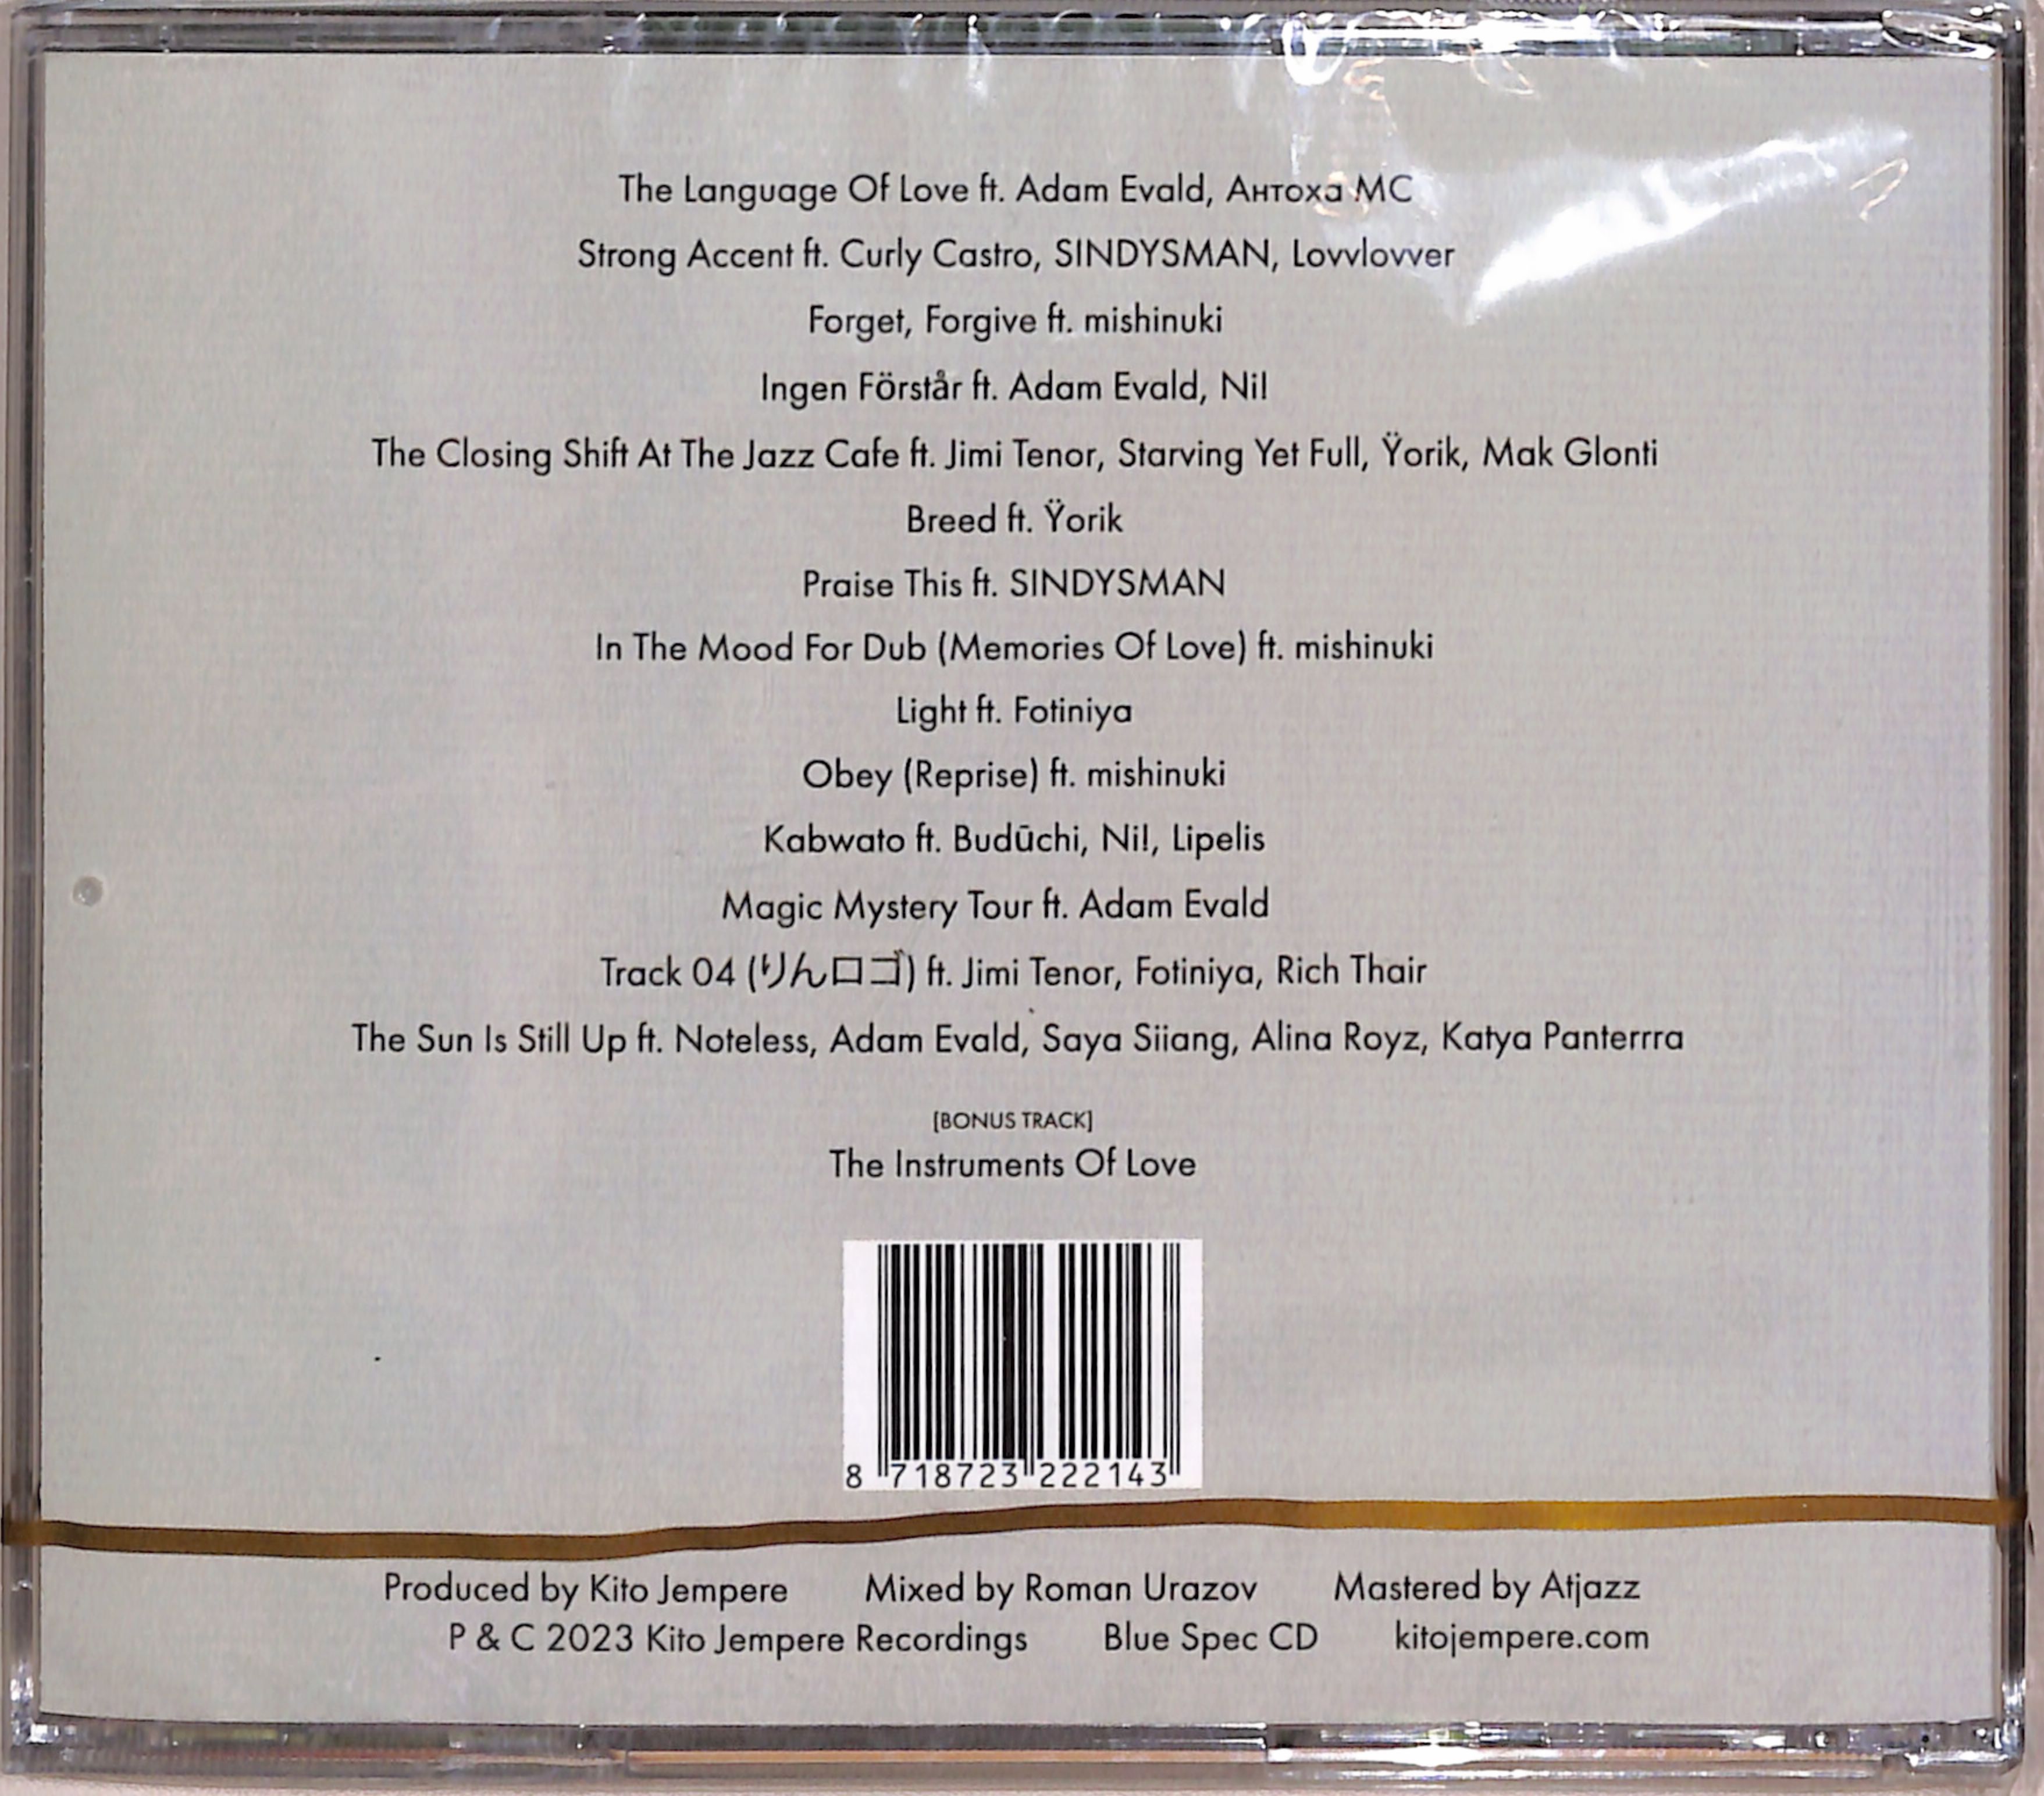 The Language Of Love ft. Adam Evald, Антоха МС
Strong Accent ft. Curly Castro, SINDYSMAN, Lovvlovver
Forget, Forgive ft. mishinuki
Ingen Förstår ft. Adam Evald, Nil
The Closing Shift At The Jazz Cafe ft. Jimi Tenor, Starving Yet Full, Ÿorik, Mak Glonti
Breed ft. Ÿorik
Praise This ft. SINDYSMAN
In The Mood For Dub (Memories Of Love) ft. mishinuki
Light ft. Fotiniya
Obey (Reprise) ft. mishinuki
Kabwato ft. Budūchi, Nil, Lipelis
Magic Mystery Tour ft. Adam Evald
Track 04 (りんロゴ) ft. Jimi Tenor, Fotiniya, Rich Thair
The Sun Is Still Up ft. Noteless, Adam Evald, Saya Siiang, Alina Royz, Katya Panterrra
[BONUS TRACK]
The Instruments Of Love
8 718723 222143
Produced by Kito Jempere Mixed by Roman Urazov Mastered by Atjazz
P & C 2023 Kito Jempere Recordings Blue Spec CD kitojempere.com